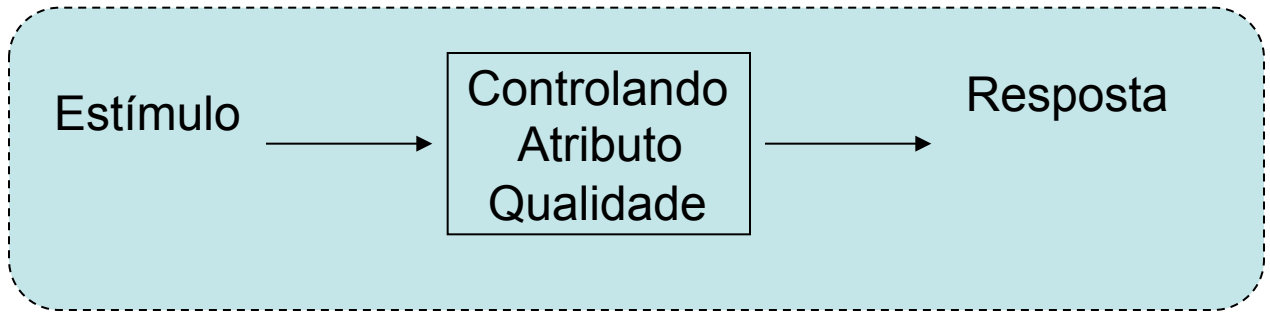 Estímulo
Controlando
Atributo
Qualidade
Resposta